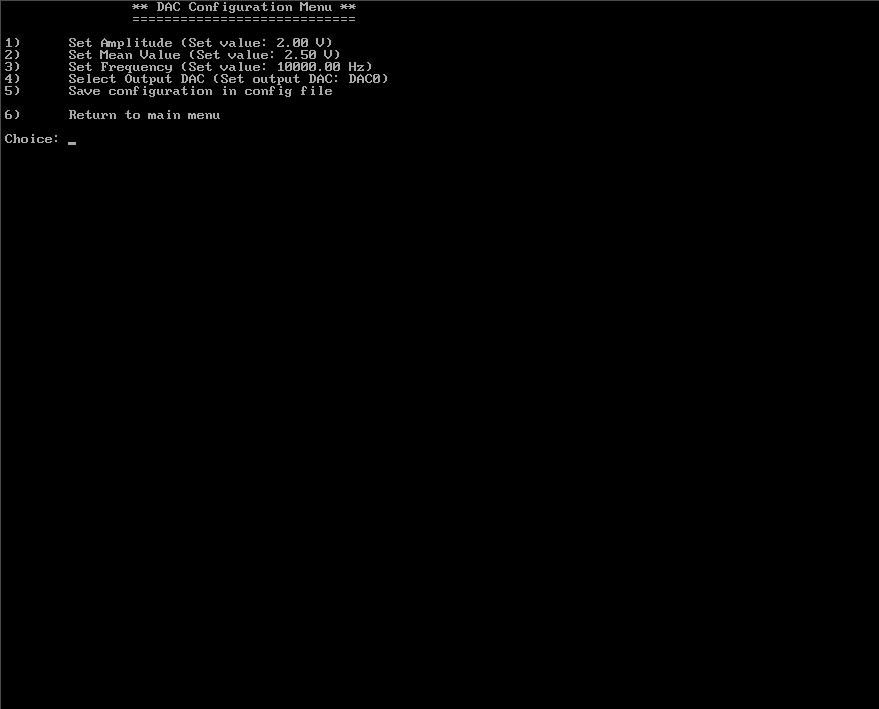 ** DAC Configuration Menu **
============================
1) Set Amplitude (Set value: 2.00 V)
2) Set Mean Value (Set value: 2.50 V)
3) Set Frequency (Set value: 10000.00 Hz)
4) Select Output DAC (Set output DAC: DAC0)
5) Save configuration in config file
6) Return to main menu
Choice: _